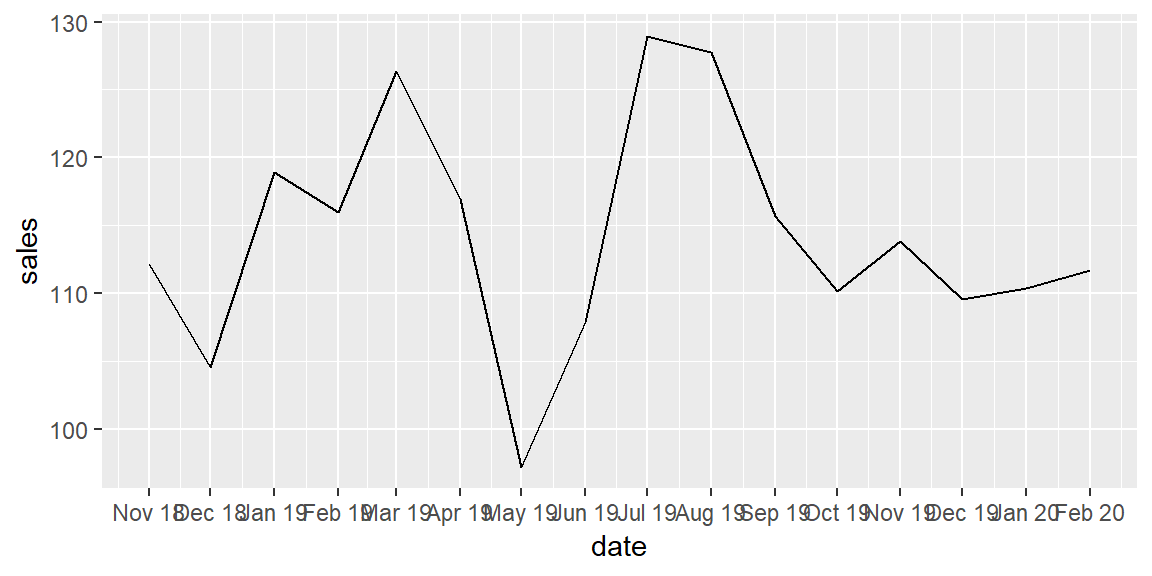 130
120
110
100
sales
Nov 18 Dec 18 Jan 19 Feb 19 Mar 19 Apr 19 May 19 Jun 19 Jul 19 Aug 19 Sep 19 Oct 19 Nov 19 Dec 19 Jan 20 Feb 20
date